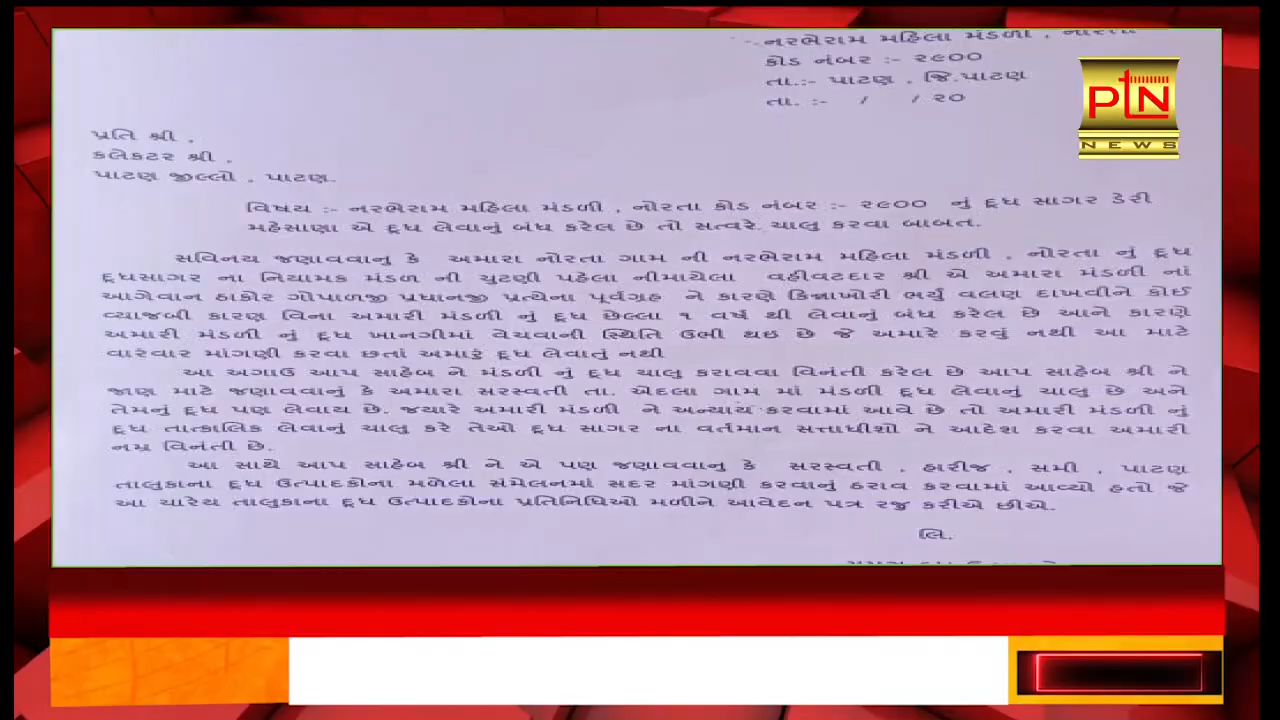 નરભેરામ મહિલા મંડળી , નોરતા
કોડ નંબર :- ૨૯૦૦
તા.:- પાટણ , જિ.પાટણ
તા. :- / / ૨૦
PTN
NEWS
પ્રતિ શ્રી ,
કલેકટર શ્રી ,
પાટણ જીલ્લો , પાટણ.
વિષય :- નરભેરામ મહિલા મંડળી , નોરતા કોડ નંબર :- ૨૯૦૦ નું દૂધ સાગર ડેરી
મહેસાણા એ દૂધ લેવાનું બંધ કરેલ છે તો સત્વરે ચાલુ કરવા બાબત.
સવિનય જણાવવાનુ કે અમારા નોરતા ગામ ની નરભેરામ મહિલા મંડળી , નોરતા નું દૂધ
દૂધસાગર ના નિયામક મંડળ ની ચુટણી પહેલા નીમાયેલા વહીવટદાર શ્રી એ અમારા મંડળી નાં
આગેવાન ઠાકોર ગોપાળજી પ્રધાનજી પ્રત્યેના પૂર્વગ્રહ ને કારણે કિન્નાખોરી ભર્યું વલણ દાખવીને કોઈ
વ્યાજબી કારણ વિના અમારી મંડળી નું દૂધ છેલ્લા ૧ વર્ષ થી લેવાનું બંધ કરેલ છે આને કારણે
અમારી મંડળી નું દૂધ ખાનગીમાં વેચવાની સ્થિતિ ઉભી થઇ છે જે અમારે કરવું નથી આ માટે
વારંવાર માંગણી કરવા છતાં અમારું દૂધ લેવાતું નથી
આ અગાઉ આપ સાહેબ ને મંડળી નું દૂધ ચાલુ કરાવવા વિનંતી કરેલ છે આપ સાહેબ શ્રી ને
જાણ માટે જણાવવાનું કે અમારા સરસ્વતી તા. ઐદલા ગામ માં મંડળી દૂધ લેવાનું ચાલુ છે અને
તેમનું દૂધ પણ લેવાય છે. જયારે અમારી મંડળી ને અન્યાય કરવામાં આવે છે તો અમારી મંડળી નું
દૂધ તાત્કાલિક લેવાનું ચાલુ કરે તેઓ દૂધ સાગર ના વર્તમાન સત્તાધીશો ને આદેશ કરવા અમારી
નમ્ર વિનંતી છે.
આ સાથે આપ સાહેબ શ્રી ને એ પણ જણાવવાનુ કે સરસ્વતી , હારીજ , સમી , પાટણ
તાલુકાના દૂધ ઉત્પાદકોના મળેલા સંમેલનમાં સદર માંગણી કરવાનું ઠરાવ કરવામાં આવ્યો હતો જે
આ ચારેય તાલુકાના દૂધ ઉત્પાદકોના પ્રતિનિધિઓ મળીને આવેદન પત્ર રજુ કરીએ છીએ.
લિ.